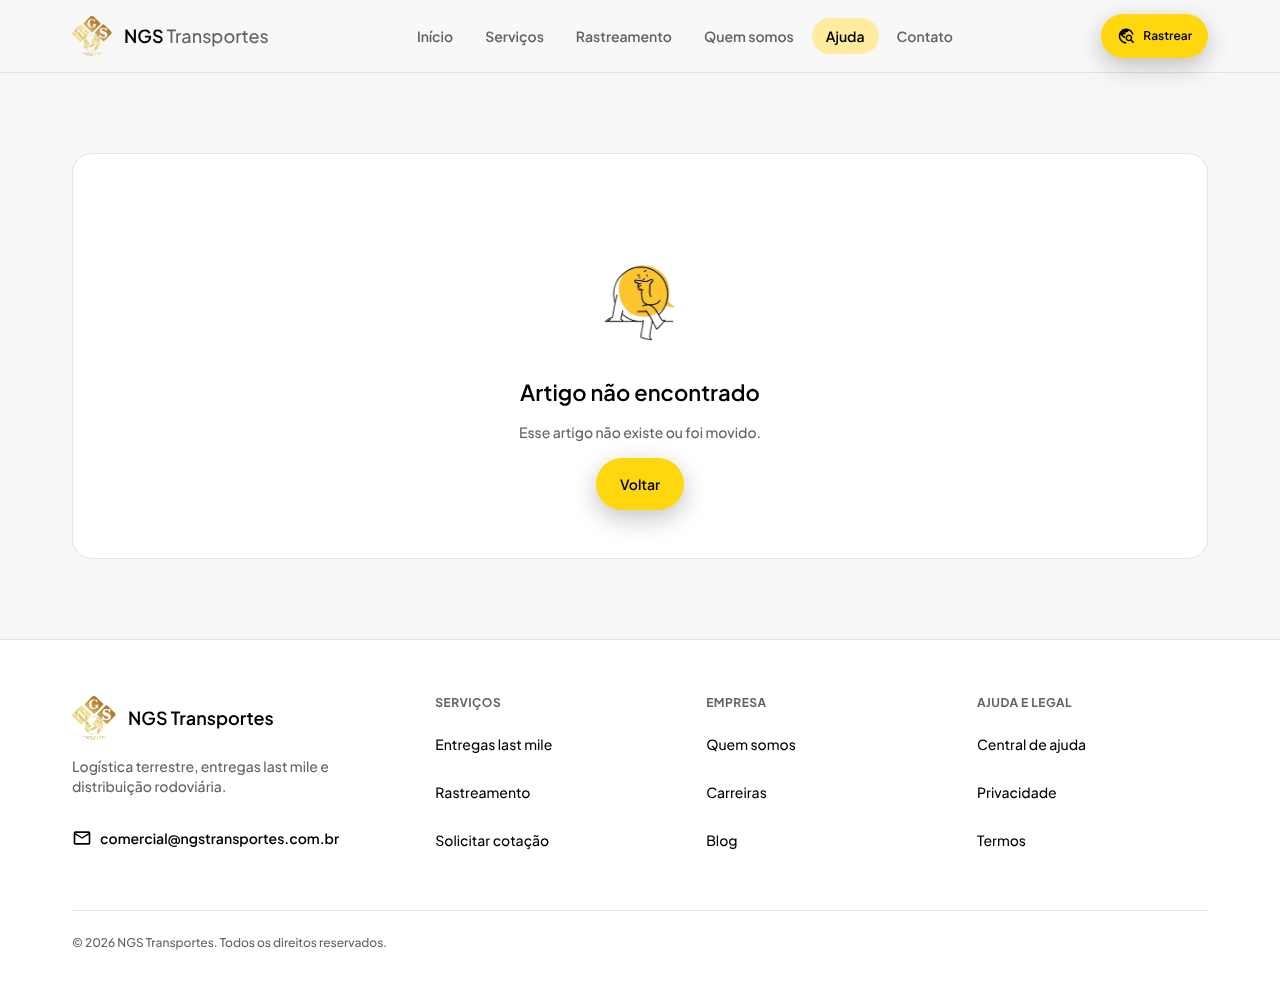 NGS Transportes
Início
Serviços
Rastreamento
Quem somos
Ajuda
Contato
Rastrear
Artigo não encontrado
Esse artigo não existe ou foi movido.
Voltar
NGS Transportes
Logística terrestre, entregas last mile e
distribuição rodoviária.
comercial@ngstransportes.com.br
SERVIÇOS
Entregas last mile
Rastreamento
Solicitar cotação
EMPRESA
Quem somos
Carreiras
Blog
AJUDA E LEGAL
Central de ajuda
Privacidade
Termos
© 2026 NGS Transportes. Todos os direitos reservados.